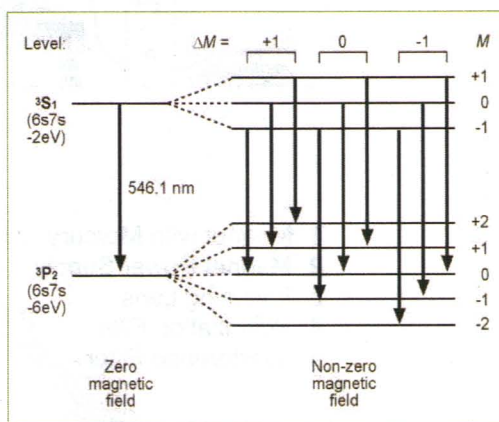 Level: ΔM = +1 0 -1 M
+1
³S₁ 0
(6s7s
-2eV) -1
546.1 nm
+2
+1
³P₂ 0
(6s7s
-6eV) -1
-2
Zero
magnetic
field
Non-zero
magnetic
field